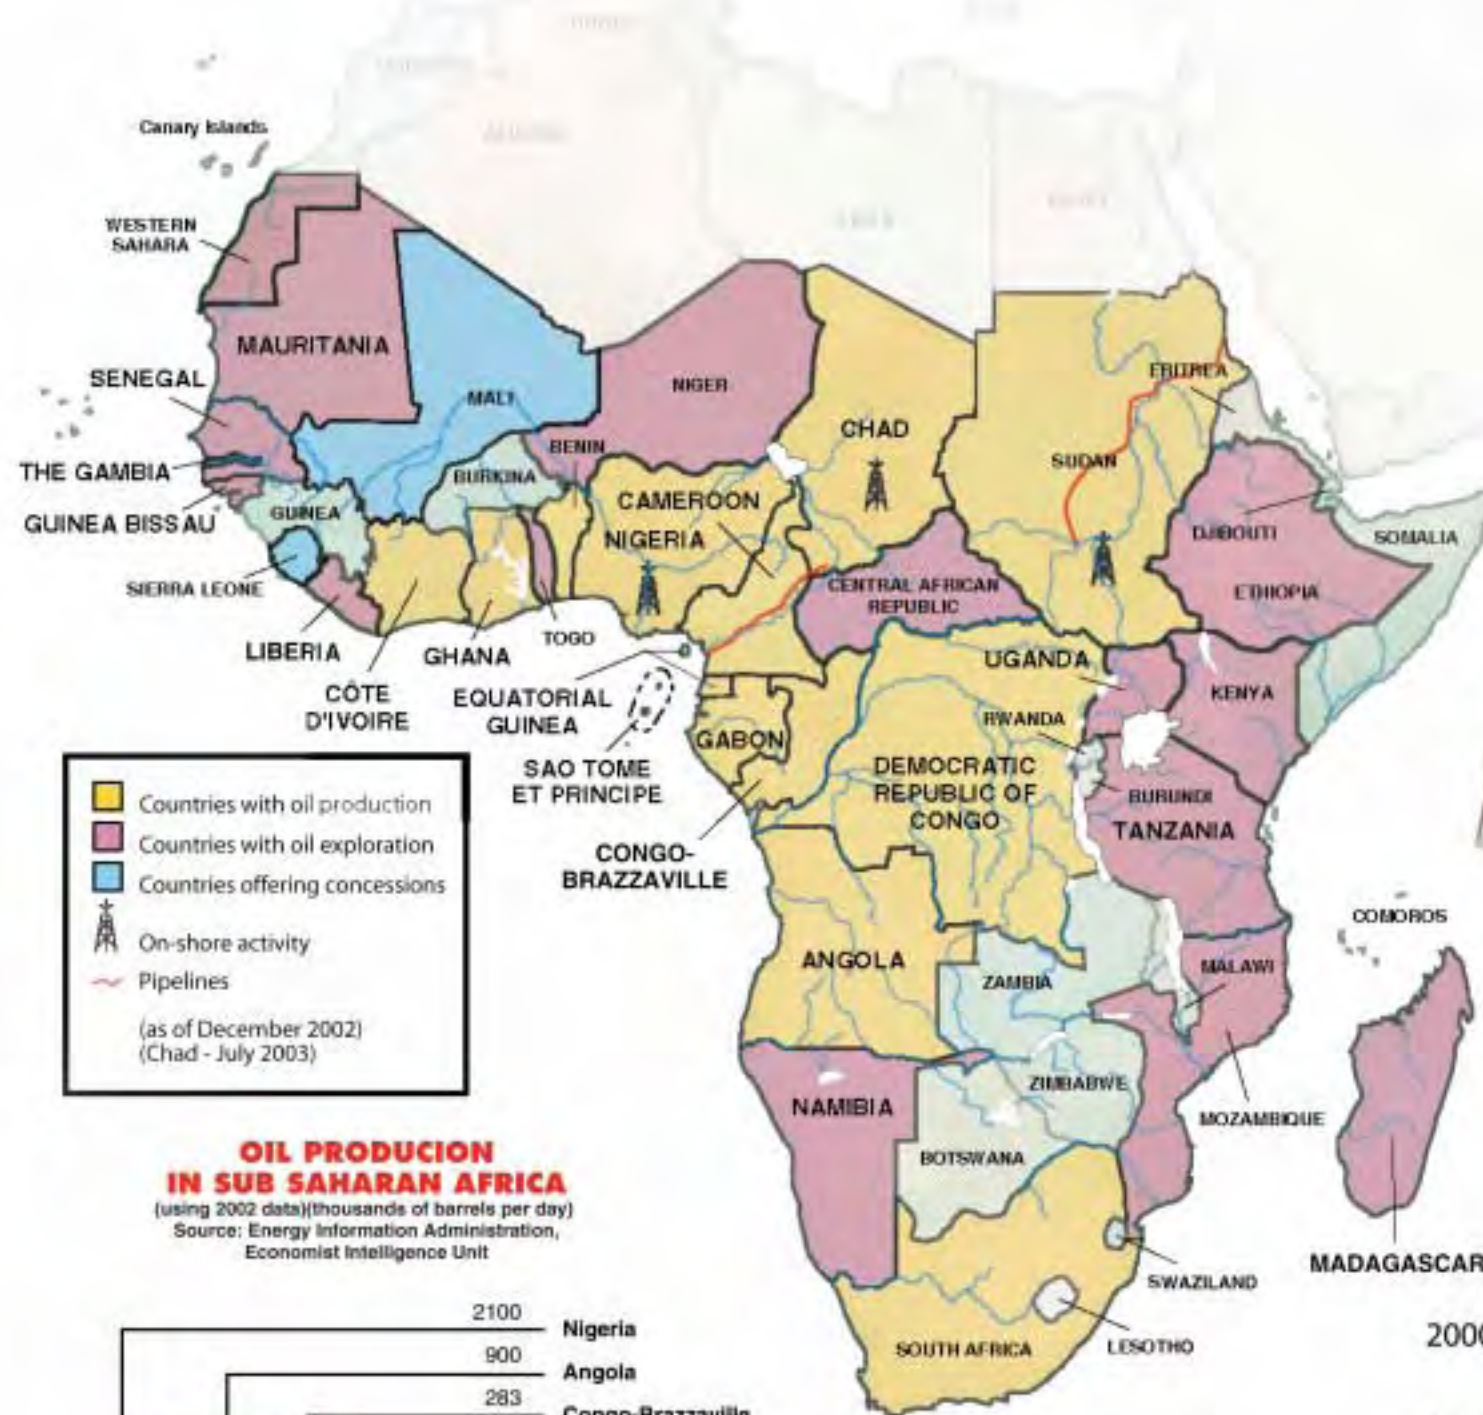 Canary Islands
WESTERN
SAHARA
MAURITANIA
SENEGAL
MALI
NIGER
CHAD
ERITREA
SUDAN
THE GAMBIA
GUINEA BISSAU
BENIN
BURKINA
GUINEA
CAMEROON
NIGERIA
DJIBOUTI
SOMALIA
ETHIOPIA
SIERRA LEONE
LIBERIA
CÔTE
D'IVOIRE
GHANA
TOGO
CENTRAL AFRICAN
REPUBLIC
EQUATORIAL
GUINEA
SAO TOME
ET PRINCIPE
UGANDA
KENYA
GABON
RWANDA
DEMOCRATIC
REPUBLIC OF
CONGO
BURUNDI
TANZANIA
CONGO-
BRAZZAVILLE
COMOROS
ANGOLA
ZAMBIA
MALAWI
NAMIBIA
ZIMBABWE
MOZAMBIQUE
BOTSWANA
MADAGASCAR
SWAZILAND
SOUTH AFRICA
LESOTHO
Countries with oil production
Countries with oil exploration
Countries offering concessions
On-shore activity
Pipelines
(as of December 2002)
(Chad - July 2003)
OIL PRODUCION
IN SUB SAHARAN AFRICA
(using 2002 data)(thousands of barrels per day)
Source: Energy Information Administration,
Economist Intelligence Unit
2100 Nigeria
900 Angola
283 Congo-Brazzaville
200